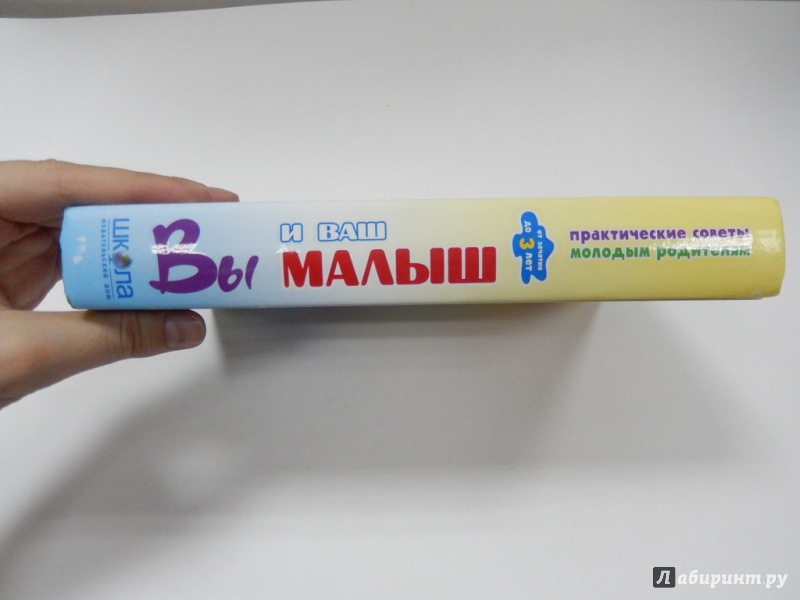 ШКОЛА
ИЗДАТЕЛЬСКИЙ ДОМ
Вы
И ВАШ
МАЛЫШ
от зачатия
до 3 лет
практические советы
молодым родителям
Лабиринт.ру